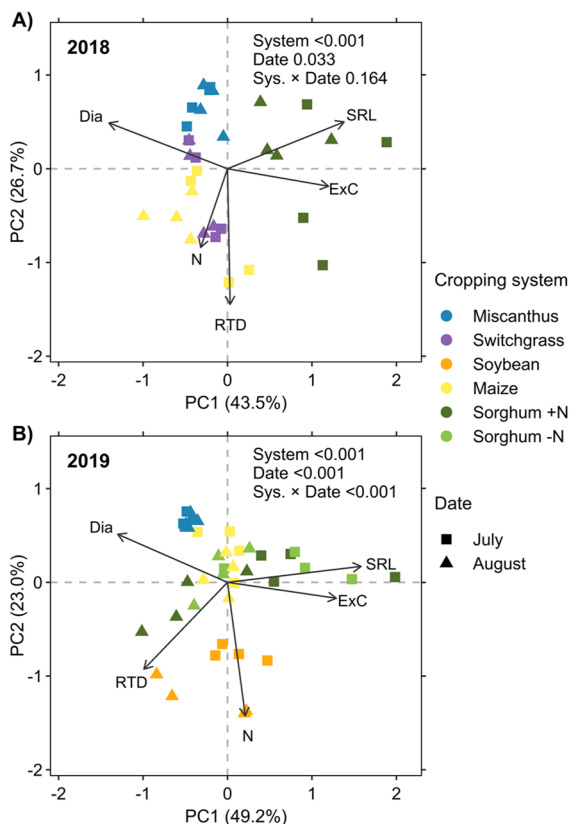 A)
2018
System <0.001
Date 0.033
Sys. × Date 0.164
Dia
SRL
ExC
N
RTD
1
0
-1
-2
PC2 (26.7%)
-2 -1 0 1 2
PC1 (43.5%)
B)
2019
System <0.001
Date <0.001
Sys. × Date <0.001
Dia
SRL
ExC
RTD
N
1
0
-1
-2
PC2 (23.0%)
-2 -1 0 1 2
PC1 (49.2%)
Cropping system
Miscanthus
Switchgrass
Soybean
Maize
Sorghum +N
Sorghum -N
Date
July
August